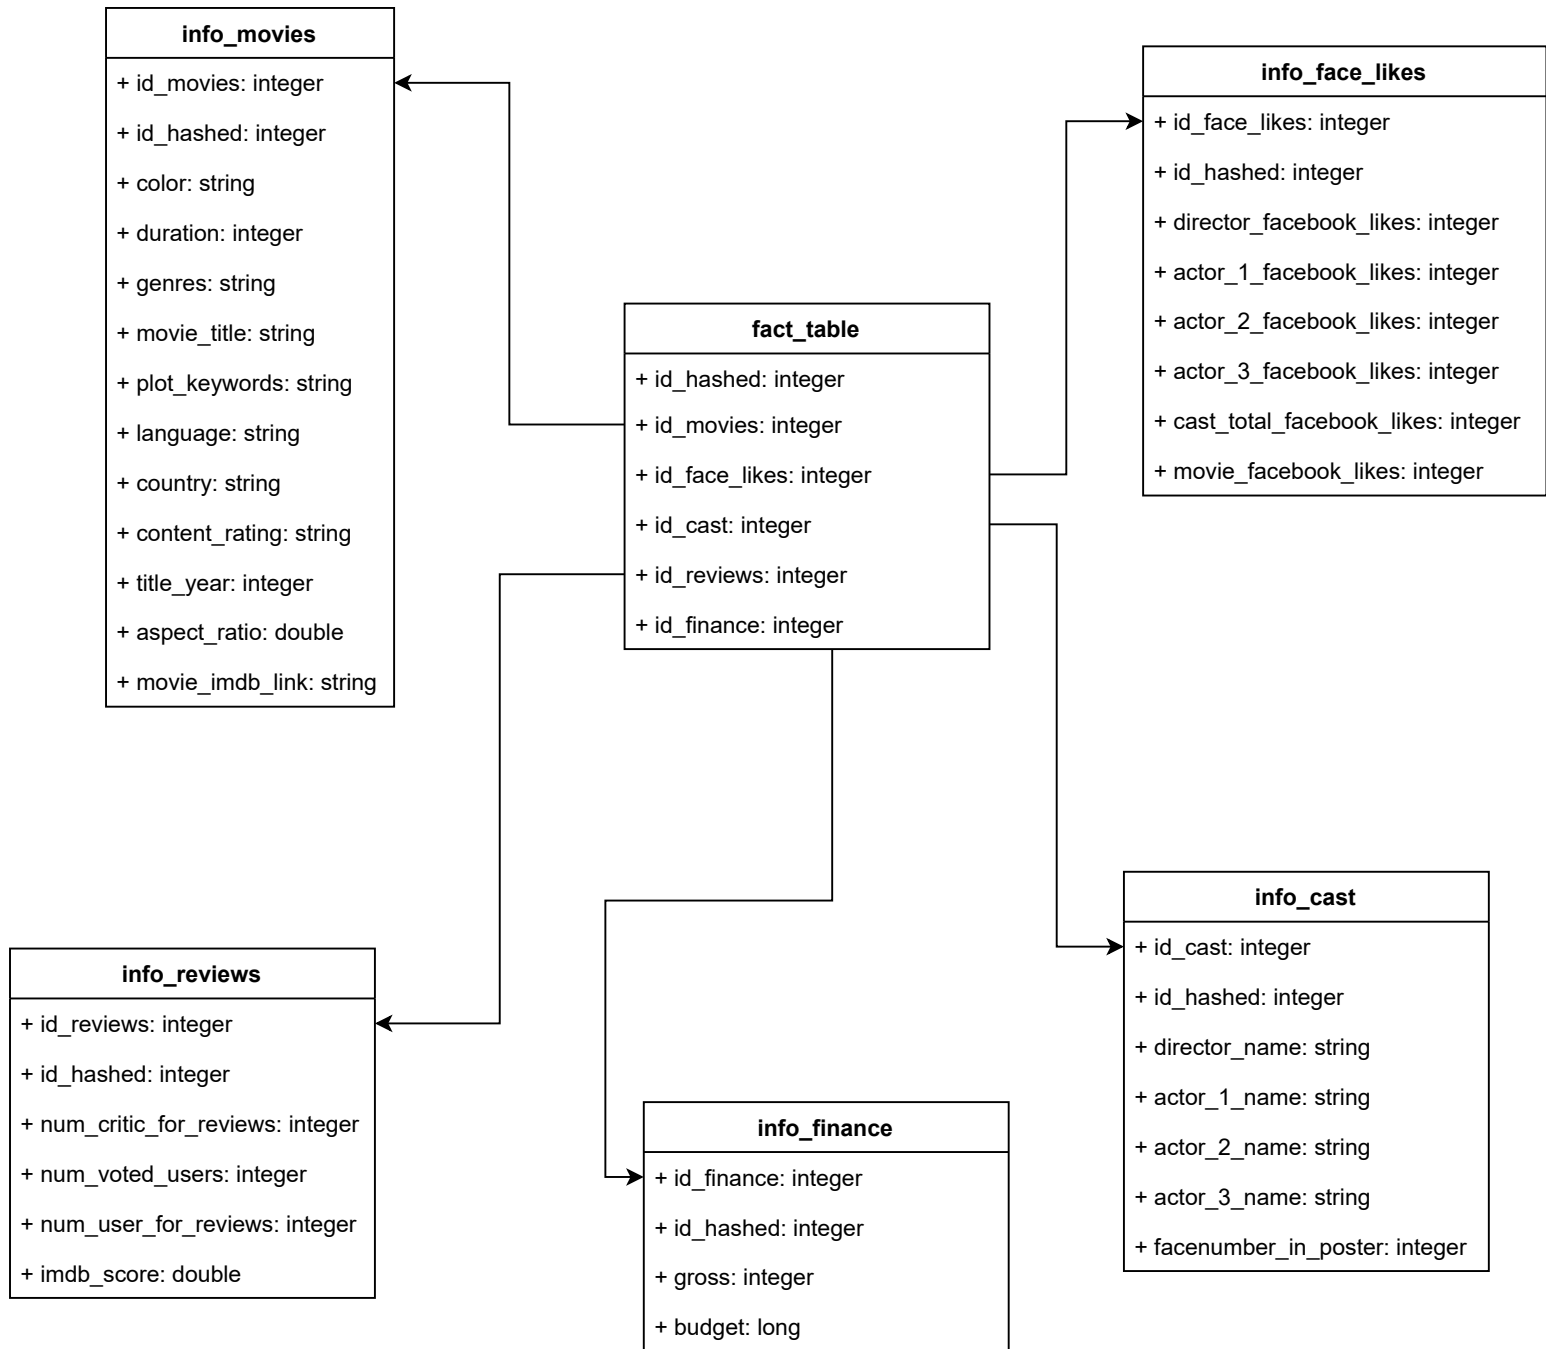 info_movies
+ id_movies: integer
+ id_hashed: integer
+ color: string
+ duration: integer
+ genres: string
+ movie_title: string
+ plot_keywords: string
+ language: string
+ country: string
+ content_rating: string
+ title_year: integer
+ aspect_ratio: double
+ movie_imdb_link: string
info_face_likes
+ id_face_likes: integer
+ id_hashed: integer
+ director_facebook_likes: integer
+ actor_1_facebook_likes: integer
+ actor_2_facebook_likes: integer
+ actor_3_facebook_likes: integer
+ cast_total_facebook_likes: integer
+ movie_facebook_likes: integer
fact_table
+ id_hashed: integer
+ id_movies: integer
+ id_face_likes: integer
+ id_cast: integer
+ id_reviews: integer
+ id_finance: integer
info_reviews
+ id_reviews: integer
+ id_hashed: integer
+ num_critic_for_reviews: integer
+ num_voted_users: integer
+ num_user_for_reviews: integer
+ imdb_score: double
info_finance
+ id_finance: integer
+ id_hashed: integer
+ gross: integer
+ budget: long
info_cast
+ id_cast: integer
+ id_hashed: integer
+ director_name: string
+ actor_1_name: string
+ actor_2_name: string
+ actor_3_name: string
+ facenumber_in_poster: integer